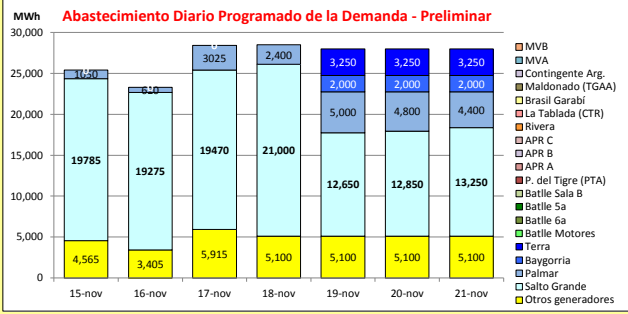 MWh
Abastecimiento Diario Programado de la Demanda - Preliminar
30,000
25,000
20,000
15,000
10,000
5,000
0
19785
4,565
19275
3,405
0
3025
19470
5,915
2,400
21,000
5,100
3,250
2,000
5,000
12,650
5,100
3,250
2,000
4,800
12,850
5,100
3,250
2,000
4,400
13,250
5,100
15-nov
16-nov
17-nov
18-nov
19-nov
20-nov
21-nov
MVB
MVA
Contingente Arg.
Maldonado (TGAA)
Brasil Garabí
La Tablada (CTR)
Rivera
APR C
APR B
APR A
P. del Tigre (PTA)
Batlle Sala B
Batlle 5a
Batlle 6a
Batlle Motores
Terra
Baygorria
Palmar
Salto Grande
Otros generadores